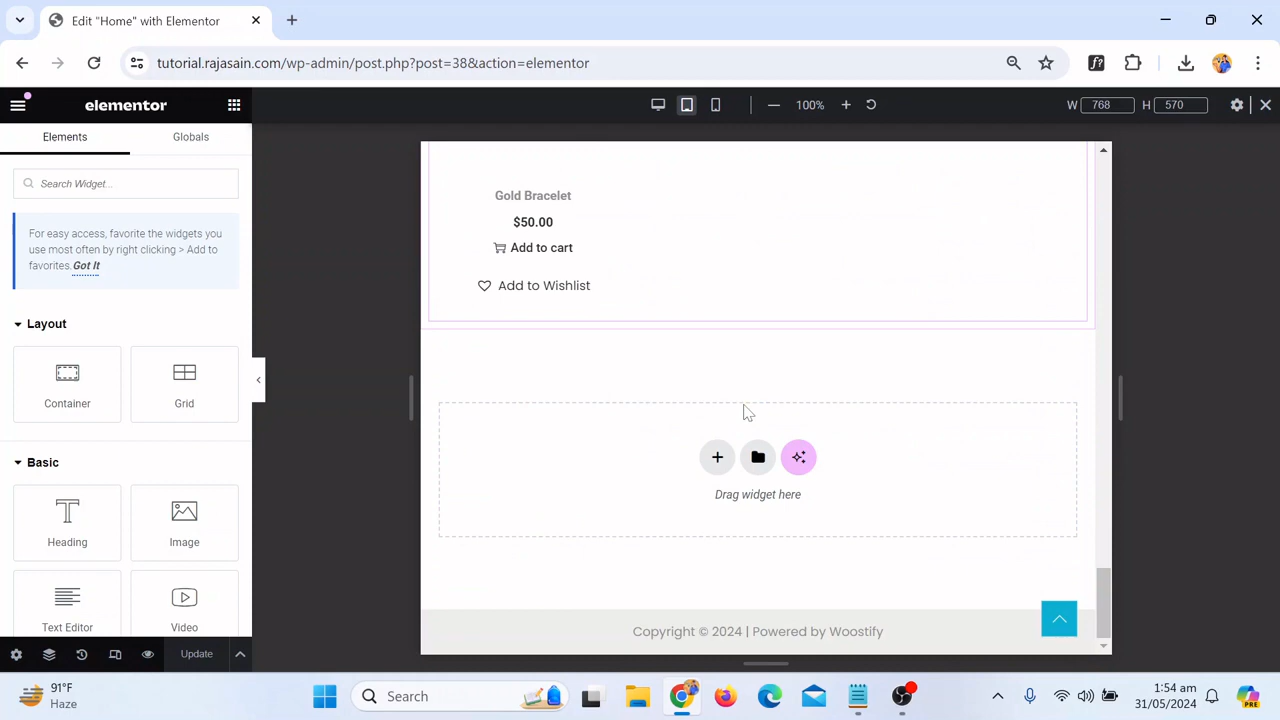 Edit "Home" with Elementor
tutorial.rajasain.com/wp-admin/post.php?post=38&action=elementor
elementor
100%
W 768 H 570
Elements
Globals
Search Widget...
For easy access, favorite the widgets you
use most often by right clicking > Add to
favorites. Got It
Layout
Container
Grid
Basic
Heading
Image
Text Editor
Video
Update
Gold Bracelet
$50.00
Add to cart
Add to Wishlist
Drag widget here
Copyright © 2024 | Powered by Woostify
91°F
Haze
Search
1:54 am
31/05/2024
PRE